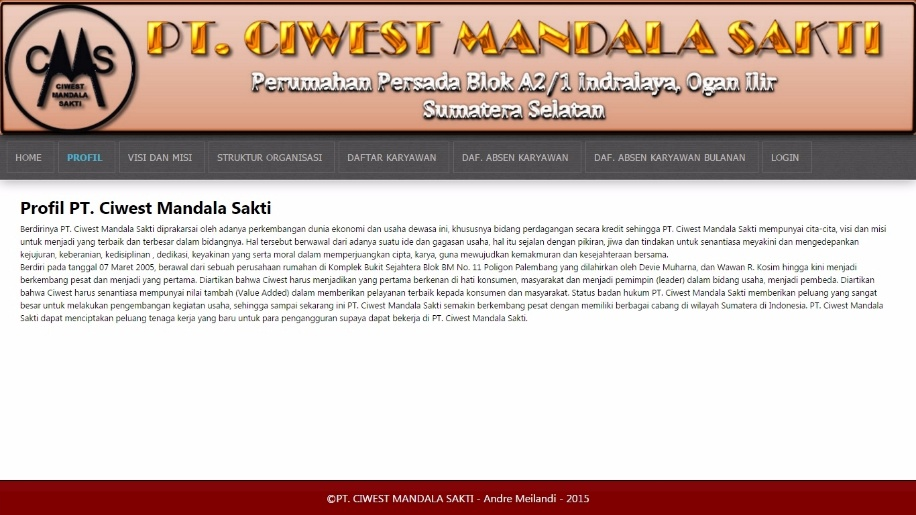 CMS
CIWEST
MANDALA
SAKTI
PT. CIWEST MANDALA SAKTI
Perumahan Persada Blok A2/1 Indralaya, Ogan Ilir
Sumatera Selatan
HOME PROFIL VISI DAN MISI STRUKTUR ORGANISASI DAFTAR KARYAWAN DAF. ABSEN KARYAWAN DAF. ABSEN KARYAWAN BULANAN LOGIN
Profil PT. Ciwest Mandala Sakti
Berdirinya PT. Ciwest Mandala Sakti diprakarsai oleh adanya perkembangan dunia ekonomi dan usaha dewasa ini, khususnya bidang perdagangan secara kredit sehingga PT. Ciwest Mandala Sakti mempunyai cita-cita, visi dan misi
untuk menjadi yang terbaik dan terbesar dalam bidangnya. Hal tersebut berwawal dari adanya suatu ide dan gagasan usaha, hal itu sejalan dengan pikiran, jiwa dan tindakan untuk senantiasa meyakini dan mengedepankan
kejujuran, keberanian, kedisiplinan , dedikasi, keyakinan yang serta moral dalam memperjuangkan cipta, karya, guna mewujudkan kemakmuran dan kesejahteraan bersama.
Berdiri pada tanggal 07 Maret 2005, berawal dari sebuah perusahaan rumahan di Komplek Bukit Sejahtera Blok BM No. 11 Poligon Palembang yang dilahirkan oleh Devie Muharna, dan Wawan R. Kosim hingga kini menjadi
berkembang pesat dan menjadi yang pertama. Diartikan bahwa Ciwest harus menjadikan yang pertama berkenan di hati konsumen, masyarakat dan menjadi pemimpin (leader) dalam bidang usaha, menjadi pembeda. Diartikan
bahwa Ciwest harus senantiasa mempunyai nilai tambah (Value Added) dalam memberikan pelayanan terbaik kepada konsumen dan masyarakat. Status badan hukum PT. Ciwest Mandala Sakti memberikan peluang yang sangat
besar untuk melakukan pengembangan kegiatan usaha, sehingga sampai sekarang ini PT. Ciwest Mandala Sakti semakin berkembang pesat dengan memiliki berbagai cabang di wilayah Sumatera di Indonesia. PT. Ciwest Mandala
Sakti dapat menciptakan peluang tenaga kerja yang baru untuk para pengangguran supaya dapat bekerja di PT. Ciwest Mandala Sakti.
©PT. CIWEST MANDALA SAKTI - Andre Meilandi - 2015